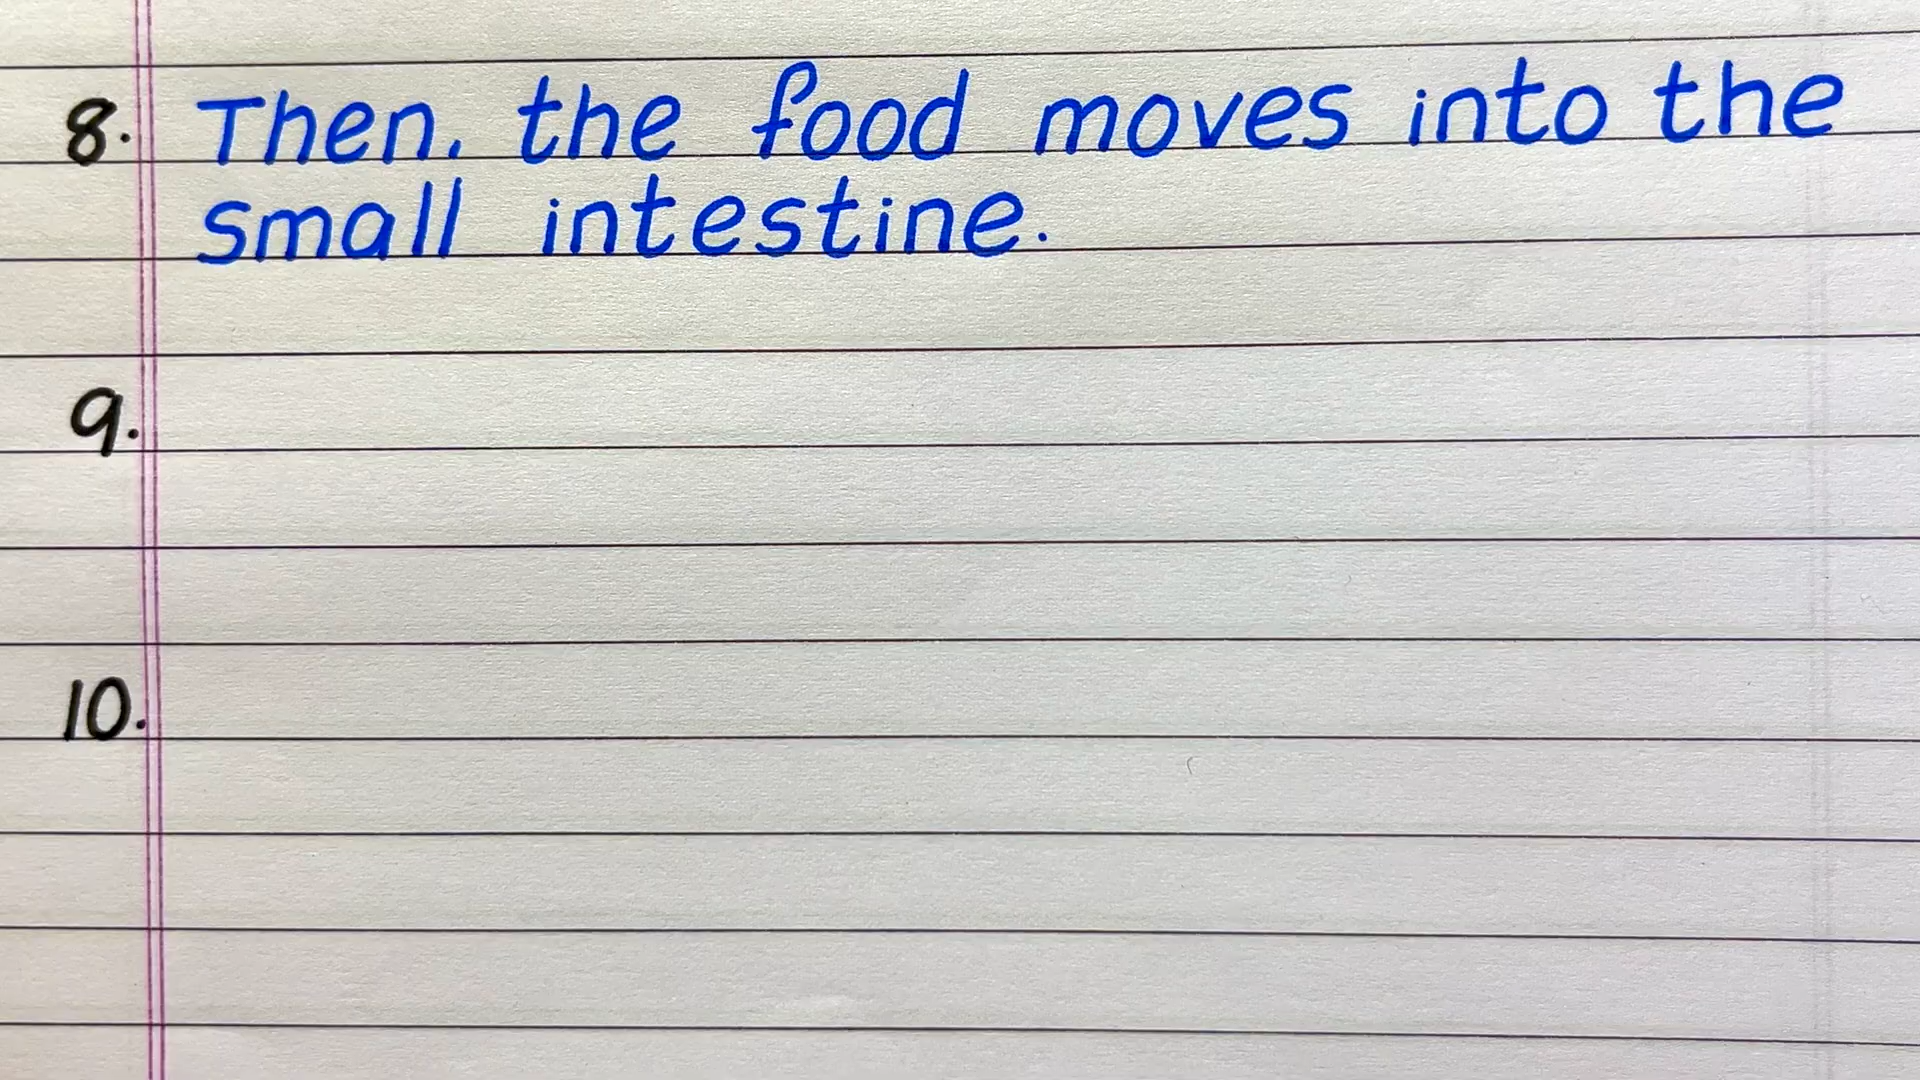 8. Then, the food moves into the
small intestine.
9.
10.